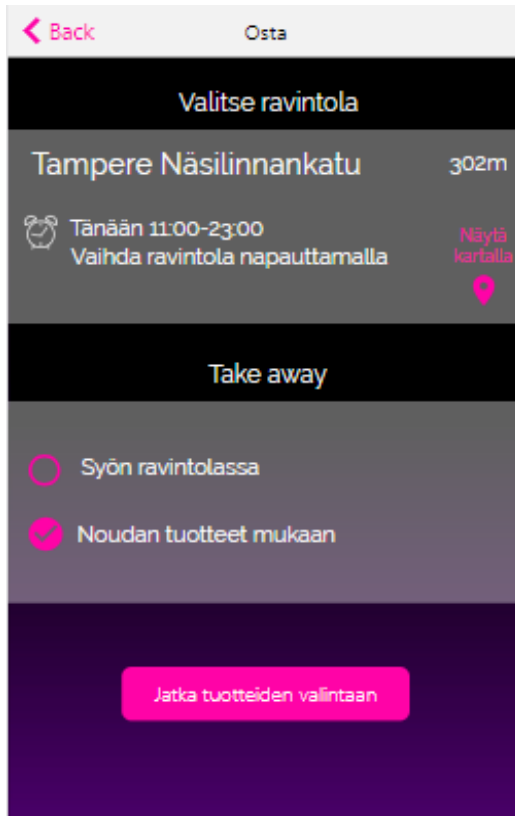 Back
Osta
Valitse ravintola
Tampere Näsilinnankatu
302m
Tänään 11:00-23:00
Vaihda ravintola napauttamalla
Näytä
kartalla
Take away
Syön ravintolassa
Noudan tuotteet mukaan
Jatka tuotteiden valintaan